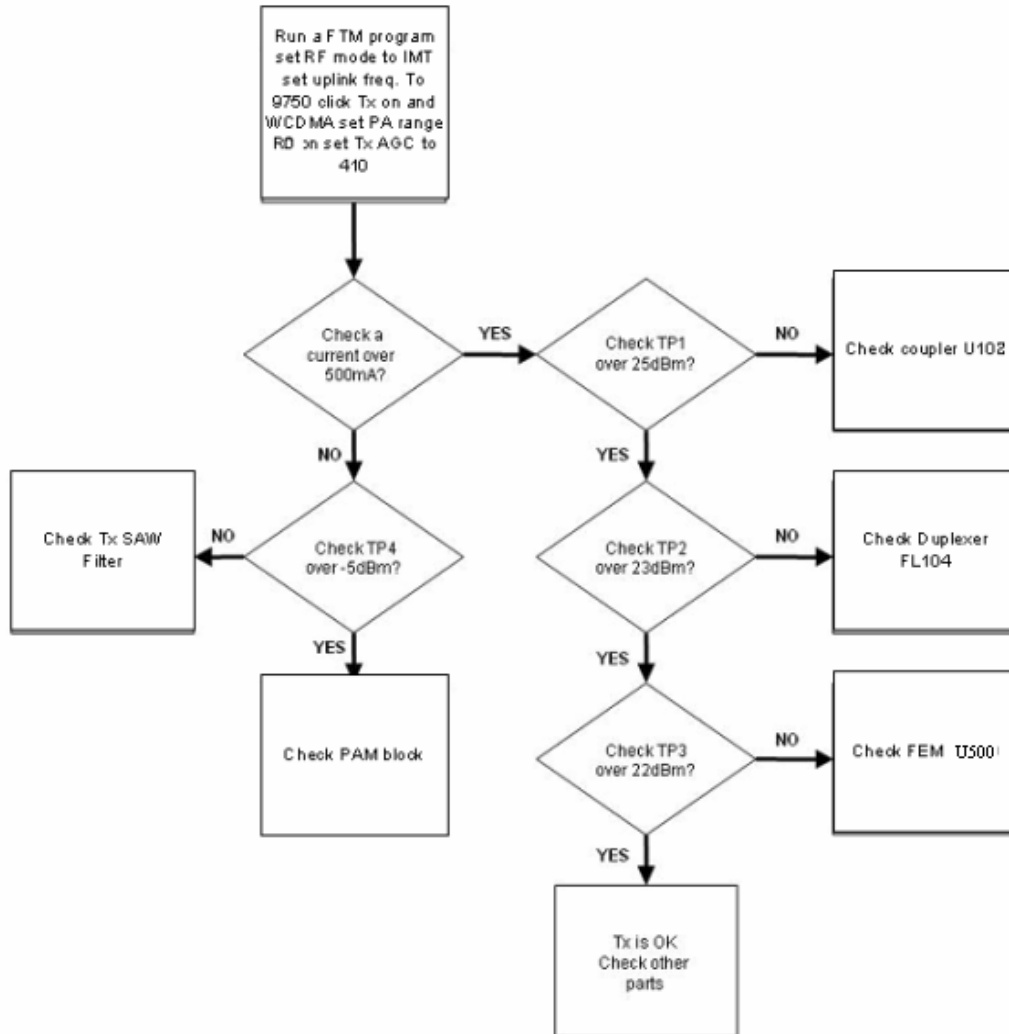 Run a FTM program
set RF mode to IMT
set uplink freq. To
9750 click Tx on and
WCDMA set PA range
R0 on set Tx AGC to
410
Check a
current over
500mA?
YES
Check TP1
over 25dBm?
NO
Check coupler U102
NO
YES
Check Tx SAW
Filter
NO
Check TP4
over -5dBm?
Check TP2
over 23dBm?
NO
Check Duplexer
FL104
YES
YES
Check PAM block
Check TP3
over 22dBm?
NO
Check FEM U500
YES
Tx is OK
Check other
parts